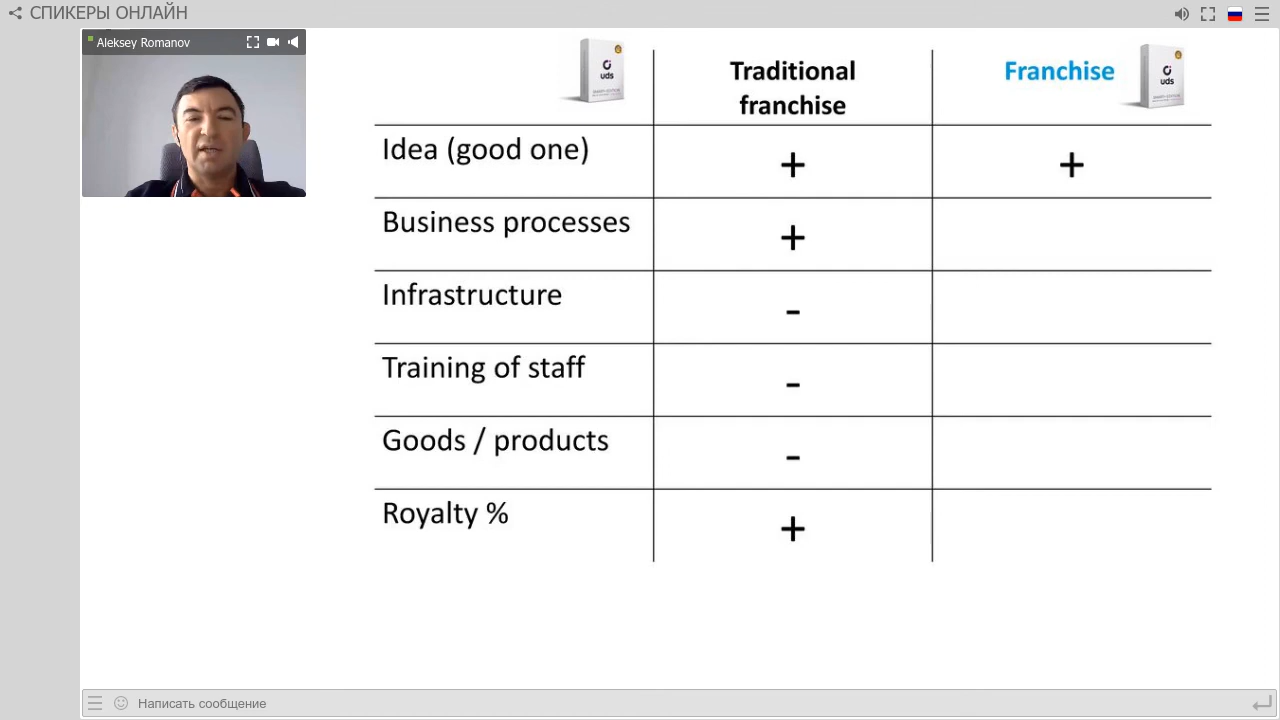 СПИКЕРЫ ОНЛАЙН
Aleksey Romanov
uds
Traditional
franchise
Franchise
uds
Idea (good one)
+
+
Business processes
+
Infrastructure
-
Training of staff
-
Goods / products
-
Royalty %
+
Написать сообщение